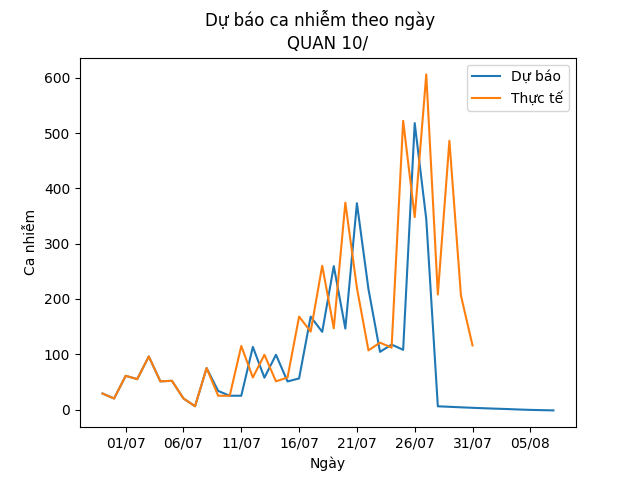 Dự báo ca nhiễm theo ngày
QUAN 10/
Dự báo
Thực tế
Ca nhiễm
600
500
400
300
200
100
0
01/07 06/07 11/07 16/07 21/07 26/07 31/07 05/08
Ngày